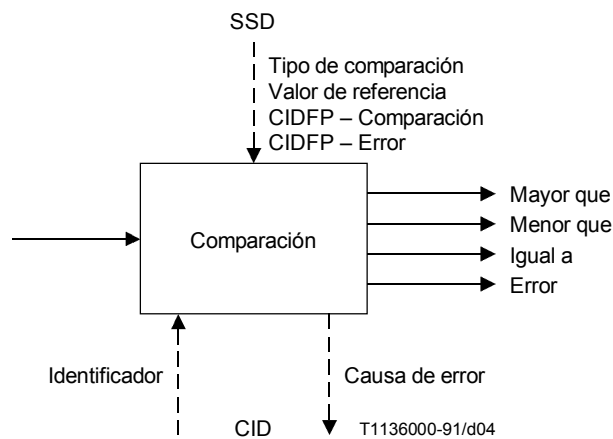 SSD
Tipo de comparación
Valor de referencia
CIDFP – Comparación
CIDFP – Error
Comparación
Mayor que
Menor que
Igual a
Error
Identificador
Causa de error
CID
T1136000-91/d04